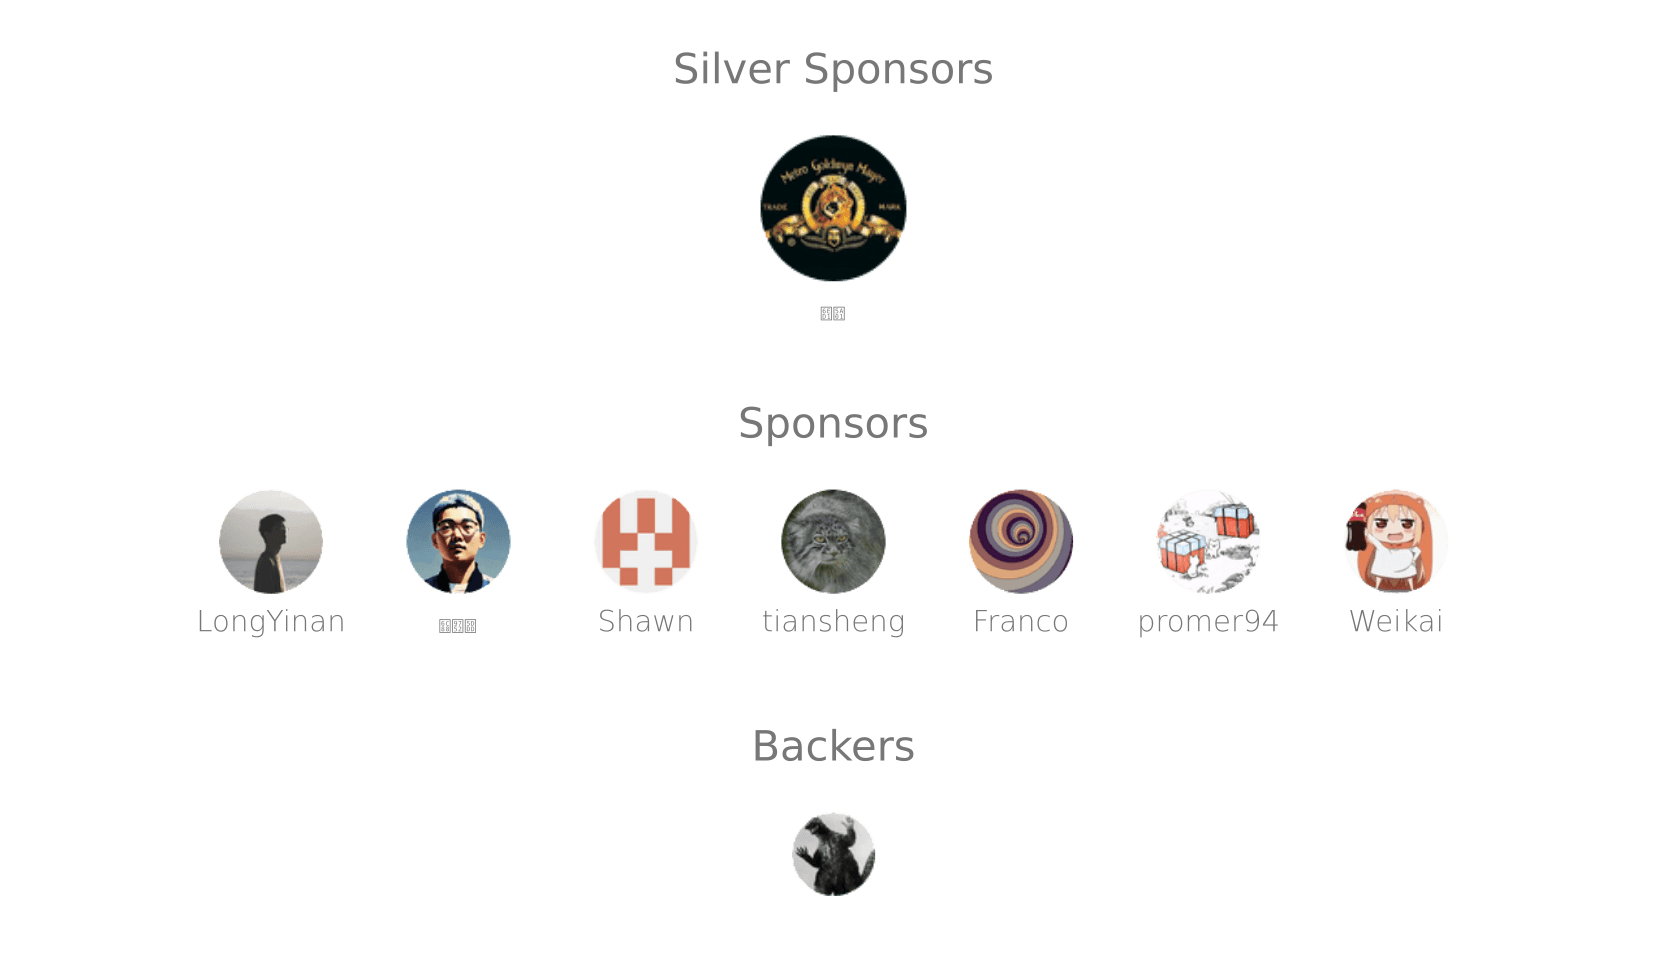 Silver Sponsors
Metro Goldwyn Mayer
TRADE MARK
Sponsors
LongYinan
Shawn
tiansheng
Franco
promer94
Weikai
Backers